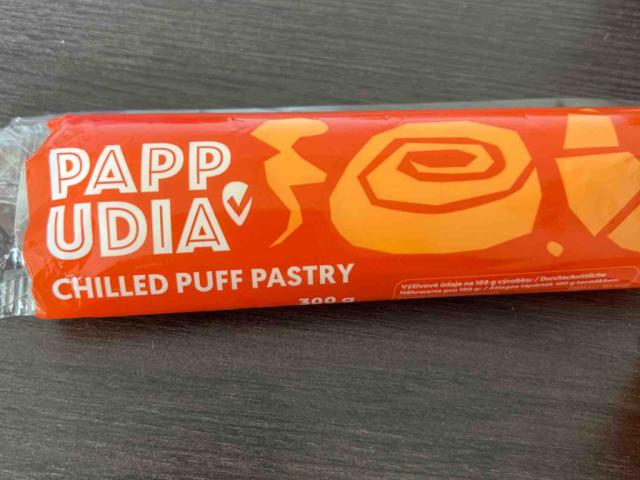 PAPP
UDIA
CHILLED PUFF PASTRY
300 g
Výživové údaje na 100 g výrobku: / Durchschnittliche
Nährwerte pro 100 g: / Átlagos tápérték 100 g termékben: